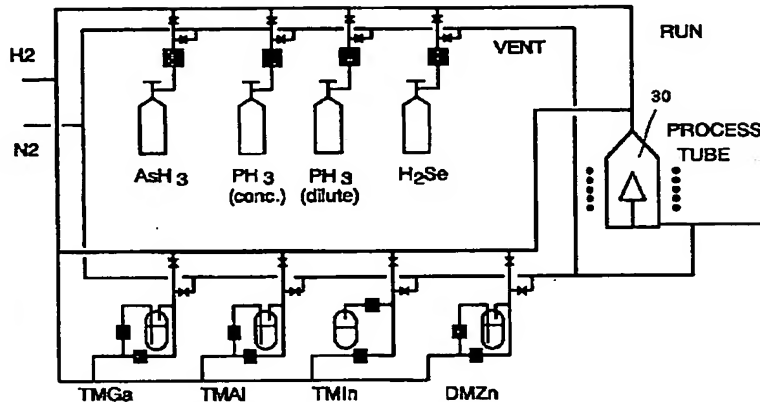 H2
VENT
RUN
30
N2
PROCESS
TUBE
AsH3
PH3
(conc.)
PH3
(dilute)
H2Se
TMGa
TMAl
TMIn
DMZn